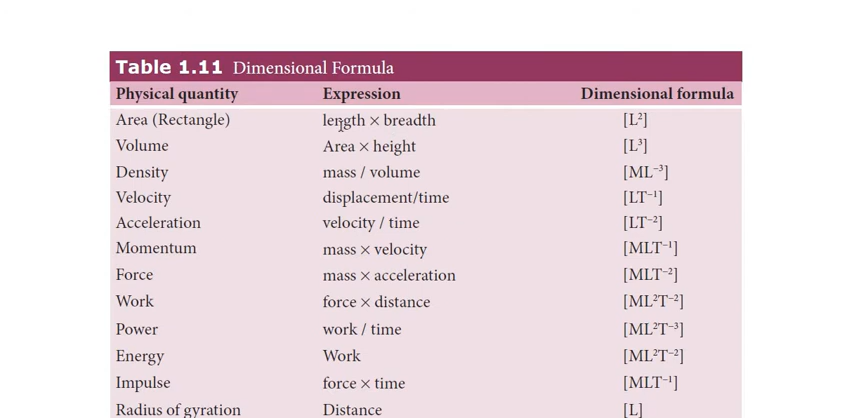 Table 1.11 Dimensional Formula
Physical quantity Expression Dimensional formula
Area (Rectangle) length × breadth [L²]
Volume Area × height [L³]
Density mass / volume [ML⁻³]
Velocity displacement/time [LT⁻¹]
Acceleration velocity / time [LT⁻²]
Momentum mass × velocity [MLT⁻¹]
Force mass × acceleration [MLT⁻²]
Work force × distance [ML²T⁻²]
Power work / time [ML²T⁻³]
Energy Work [ML²T⁻²]
Impulse force × time [MLT⁻¹]
Radius of gyration Distance [L]